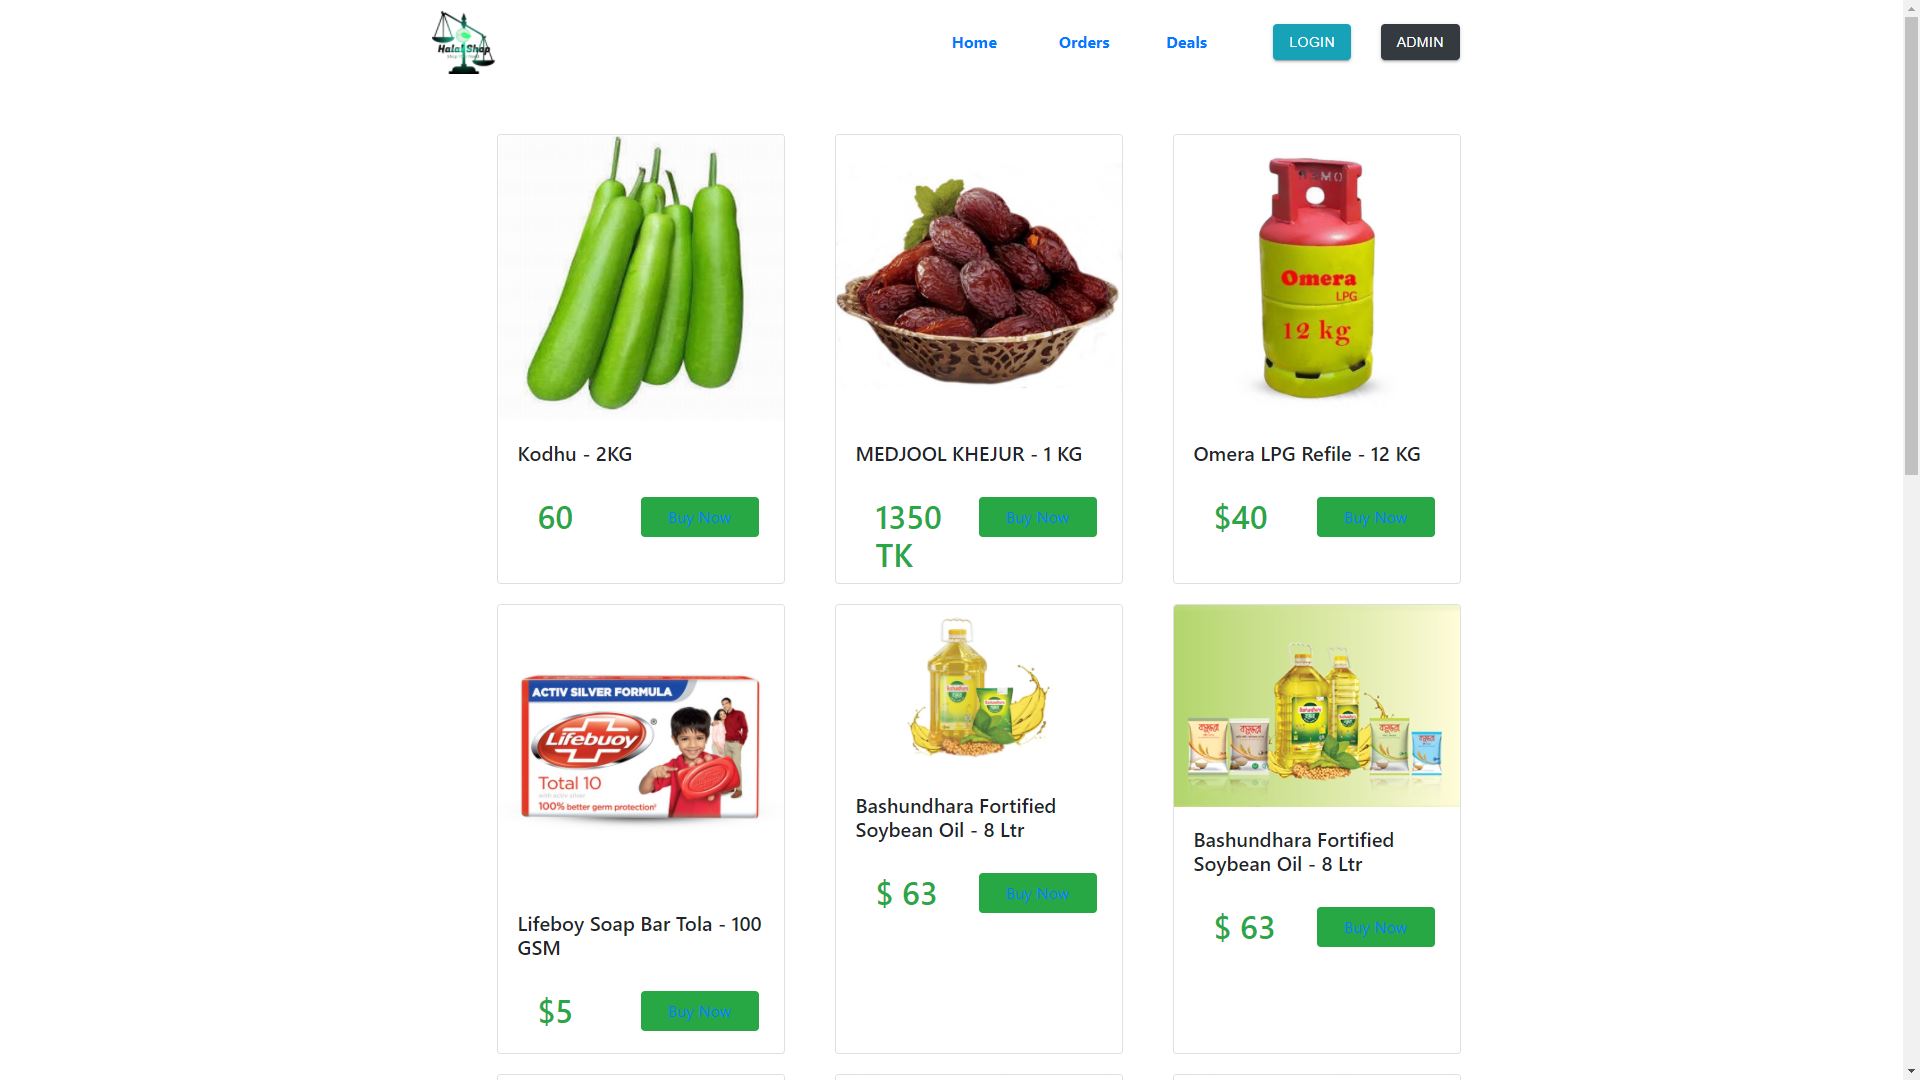 Halal Shop
Home
Orders
Deals
LOGIN
ADMIN
Omera
LPG
12 kg
Kodhu - 2KG
MEDJOOL KHEJUR - 1 KG
Omera LPG Refile - 12 KG
60
Buy Now
1350
TK
Buy Now
$40
Buy Now
ACTIV SILVER FORMULA
Lifebuoy
Total 10
with activ silver
100% better germ protection
Bashundhara Fortified
Soybean Oil - 8 Ltr
Bashundhara Fortified
Soybean Oil - 8 Ltr
$ 63
Buy Now
$ 63
Buy Now
Lifeboy Soap Bar Tola - 100
GSM
$5
Buy Now